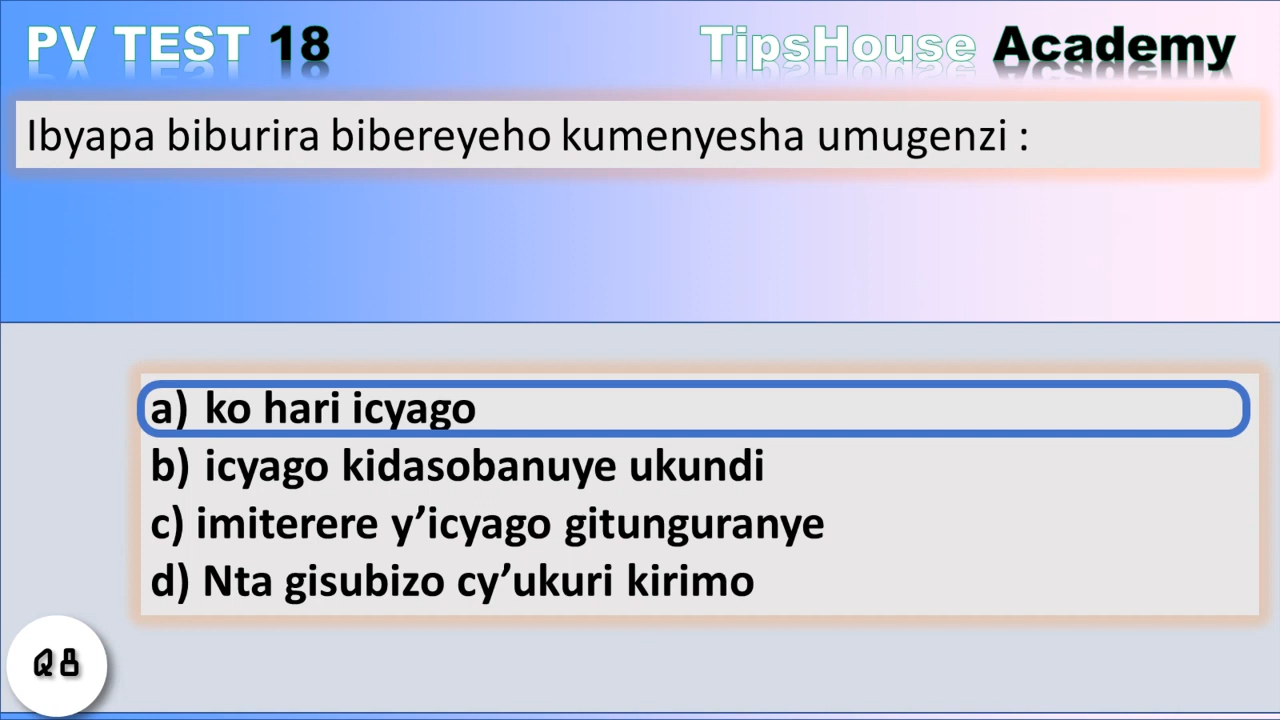 PV TEST 18
TipsHouse Academy
Ibyapa biburira bibereyeho kumenyesha umugenzi :
a) ko hari icyago
b) icyago kidasobanuye ukundi
c) imiterere y’icyago gitunguranye
d) Nta gisubizo cy’ukuri kirimo
Q8